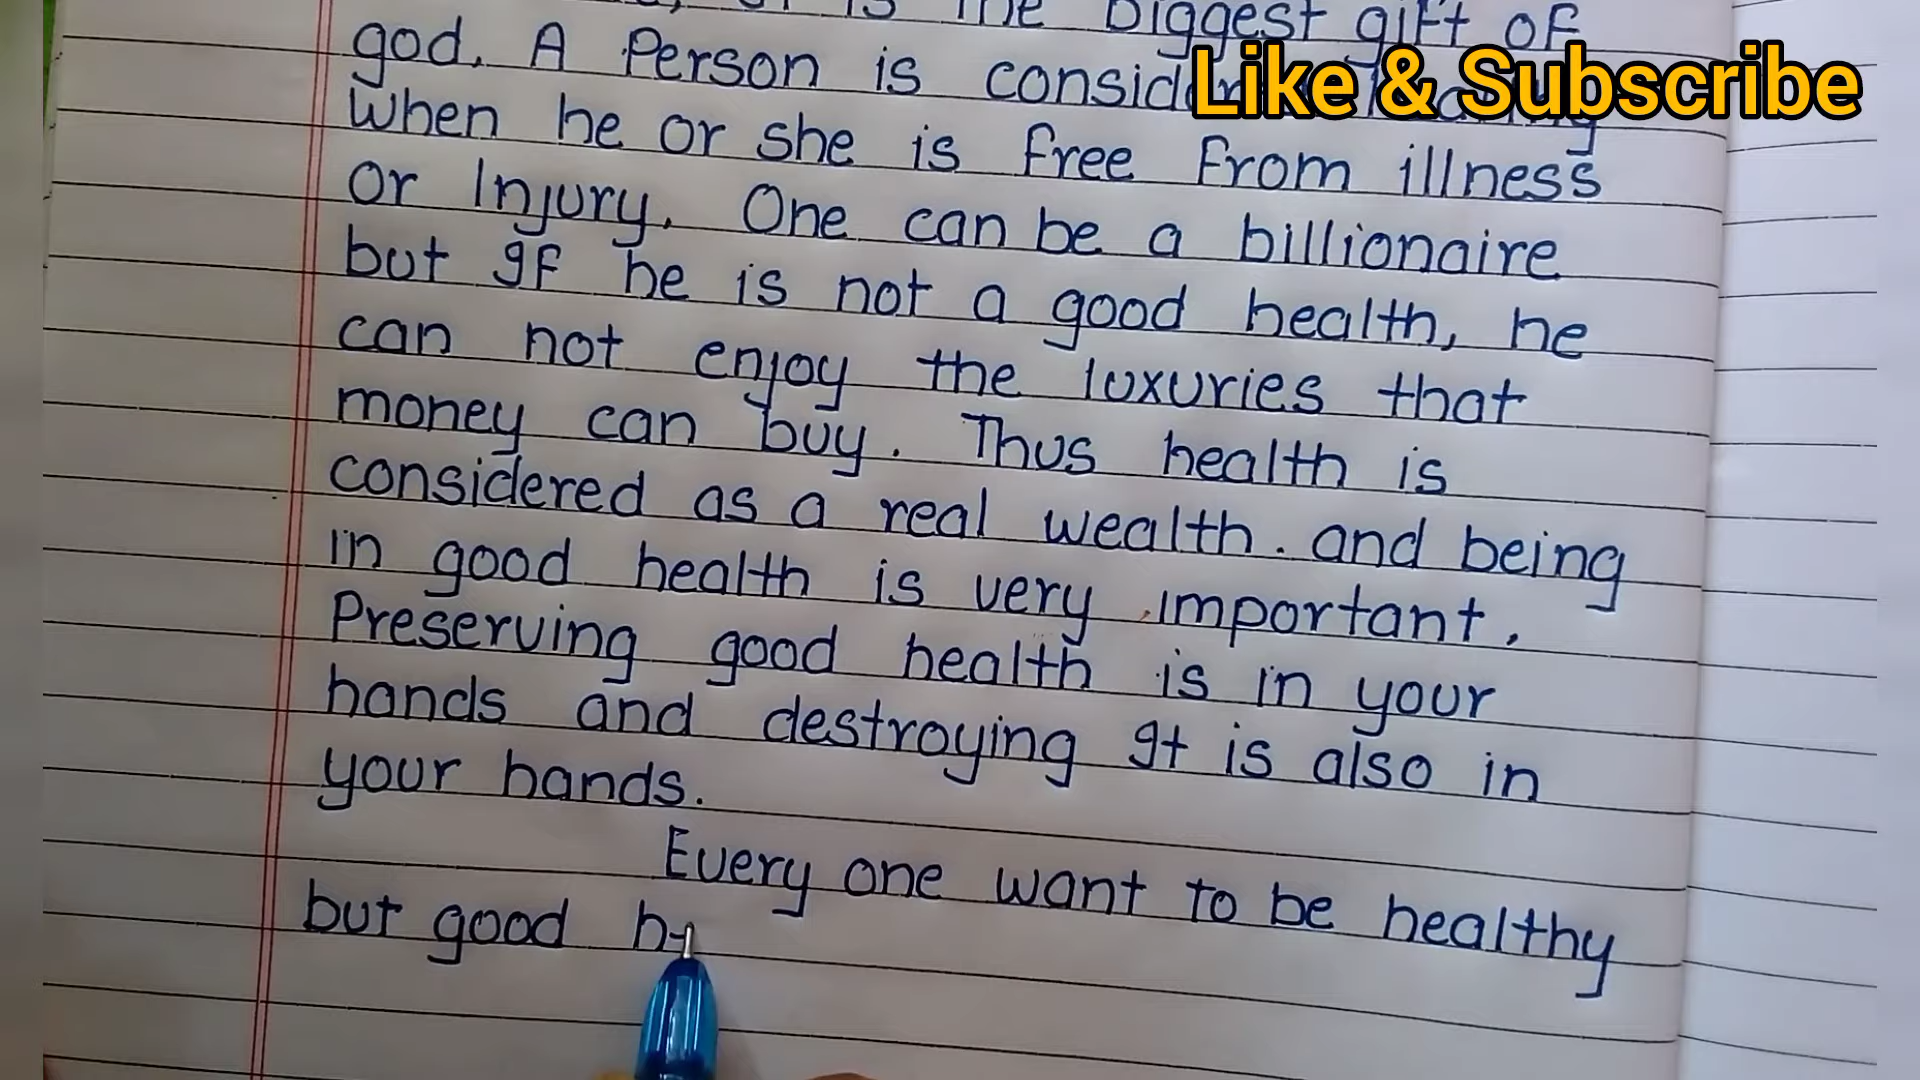 is the biggest gift of
god. A Person is
Like & Subscribe
when he or she is free from illness
or Injury. One can be a billionaire
but If he is not a good health, he
can not enjoy the luxuries that
money can buy. Thus health is
considered as a real wealth. and being
in good health is very important.
Preserving good health is in your
hands and destroying It is also in
your hands.
Every one want to be healthy
but good h